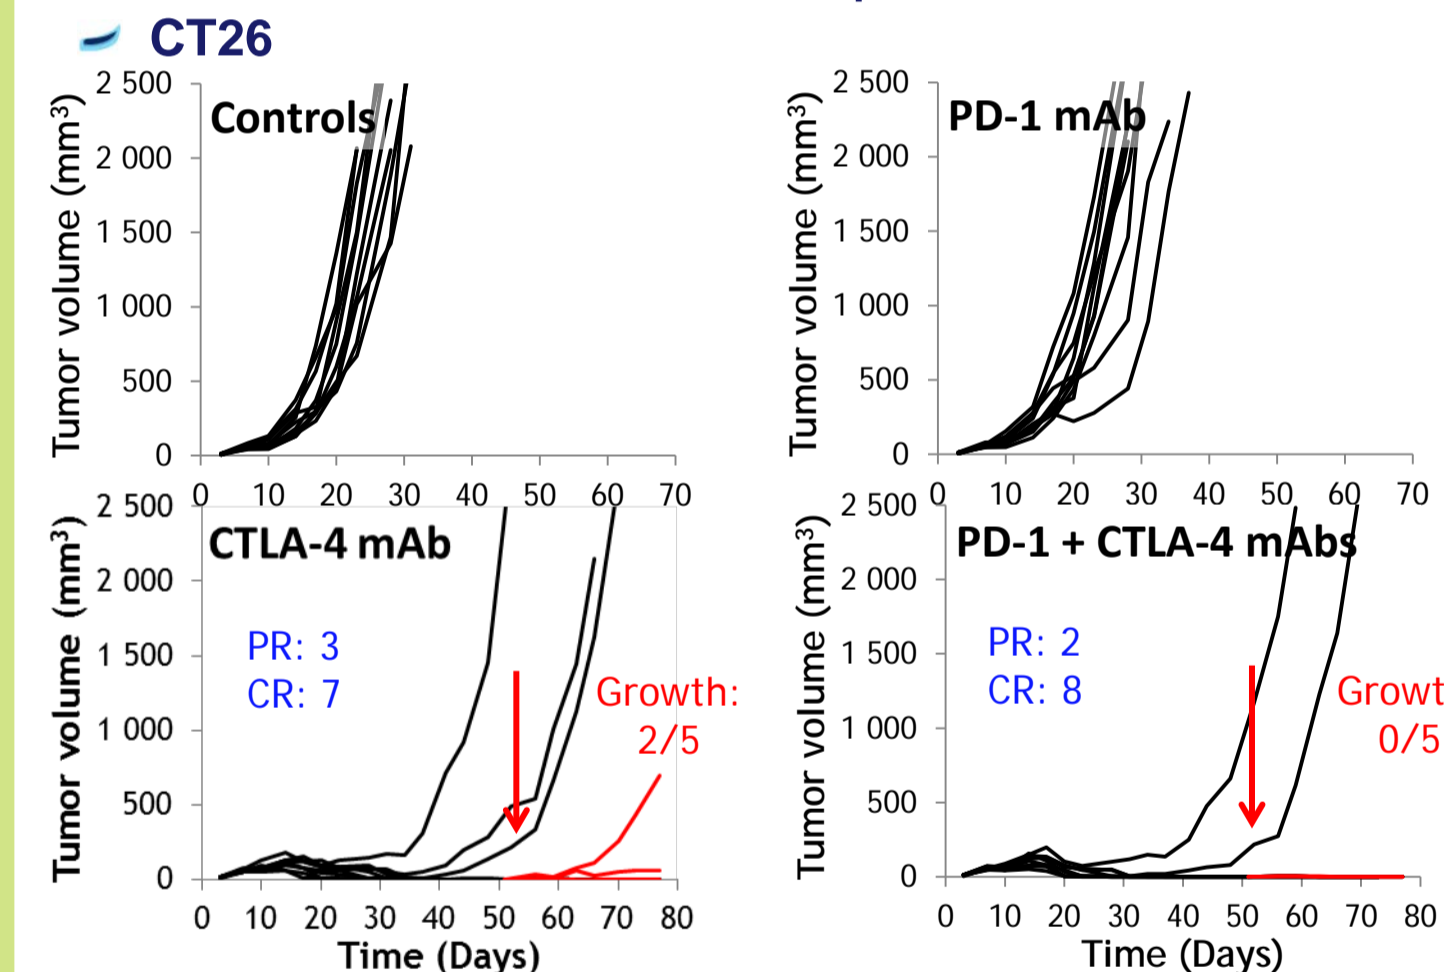 CT26
Controls
Tumor volume (mm³)
2 500
2 000
1 500
1 000
500
0
0 10 20 30 40 50 60 70
PD-1 mAb
Tumor volume (mm³)
2 500
2 000
1 500
1 000
500
0
0 10 20 30 40 50 60 70
CTLA-4 mAb
Tumor volume (mm³)
2 500
2 000
1 500
1 000
500
0
PR: 3
CR: 7
Growth:
2/5
0 10 20 30 40 50 60 70 80
Time (Days)
PD-1 + CTLA-4 mAbs
Tumor volume (mm³)
2 500
2 000
1 500
1 000
500
0
PR: 2
CR: 8
Growt
0/5
0 10 20 30 40 50 60 70 80
Time (Days)